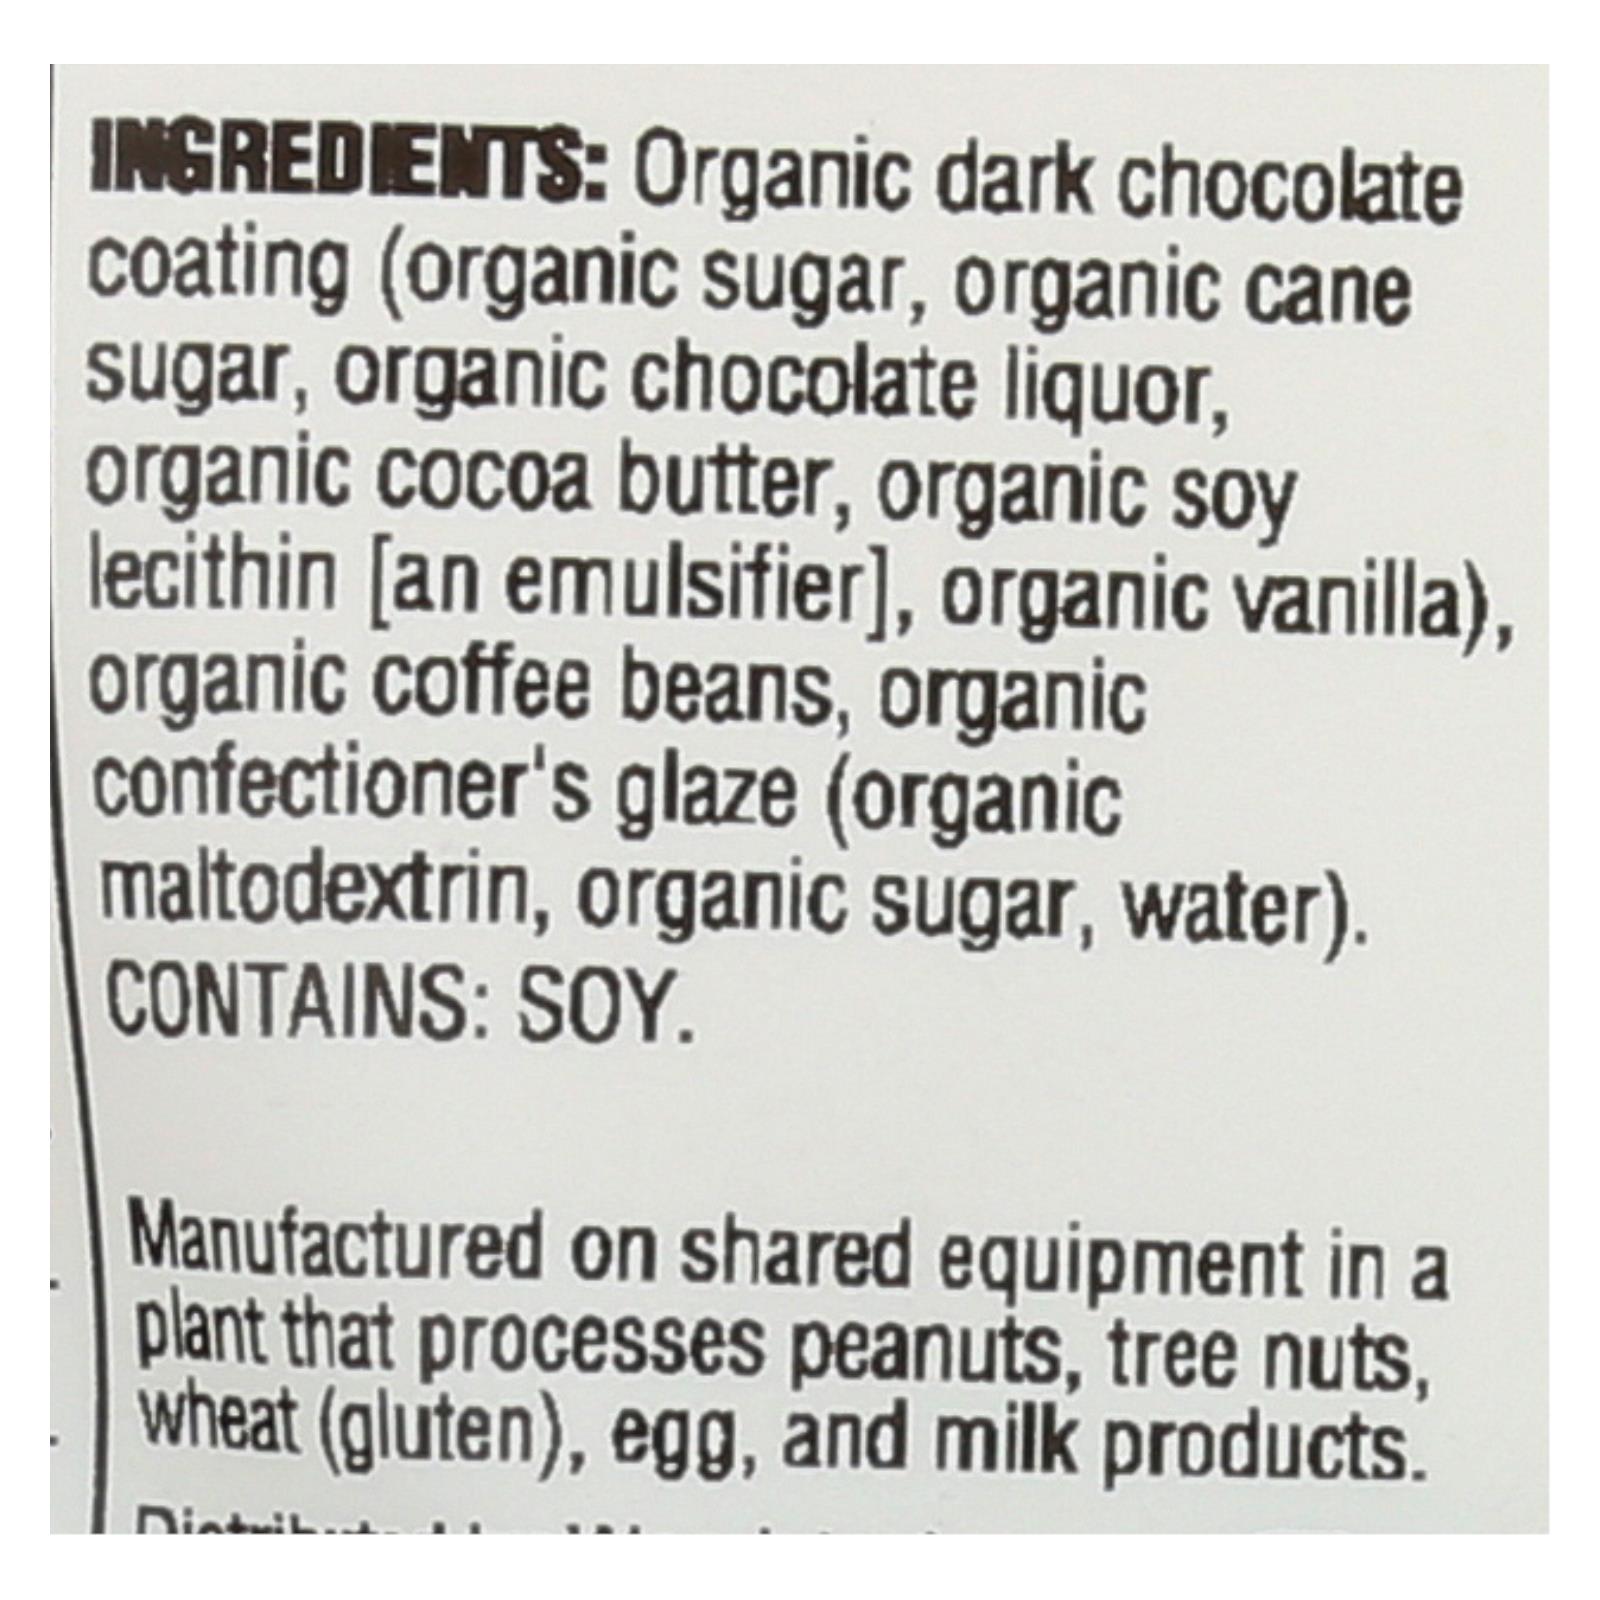 INGREDIENTS: Organic dark chocolate
coating (organic sugar, organic cane
sugar, organic chocolate liquor,
organic cocoa butter, organic soy
lecithin [an emulsifier], organic vanilla),
organic coffee beans, organic
confectioner's glaze (organic
maltodextrin, organic sugar, water).
CONTAINS: SOY.
Manufactured on shared equipment in a
plant that processes peanuts, tree nuts,
wheat (gluten), egg, and milk products.